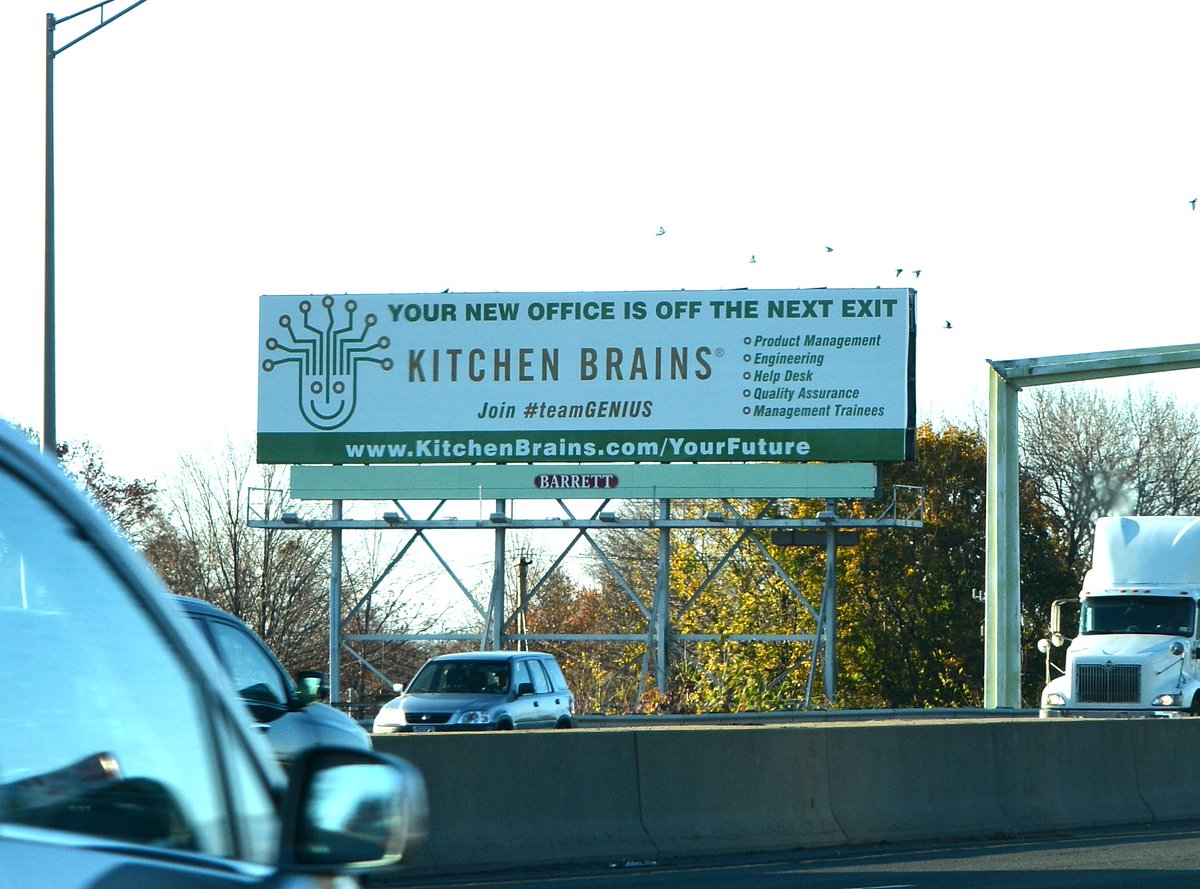 YOUR NEW OFFICE IS OFF THE NEXT EXIT
KITCHEN BRAINS®
Join #teamGENIUS
Product Management
Engineering
Help Desk
Quality Assurance
Management Trainees
www.KitchenBrains.com/YourFuture
BARRETT